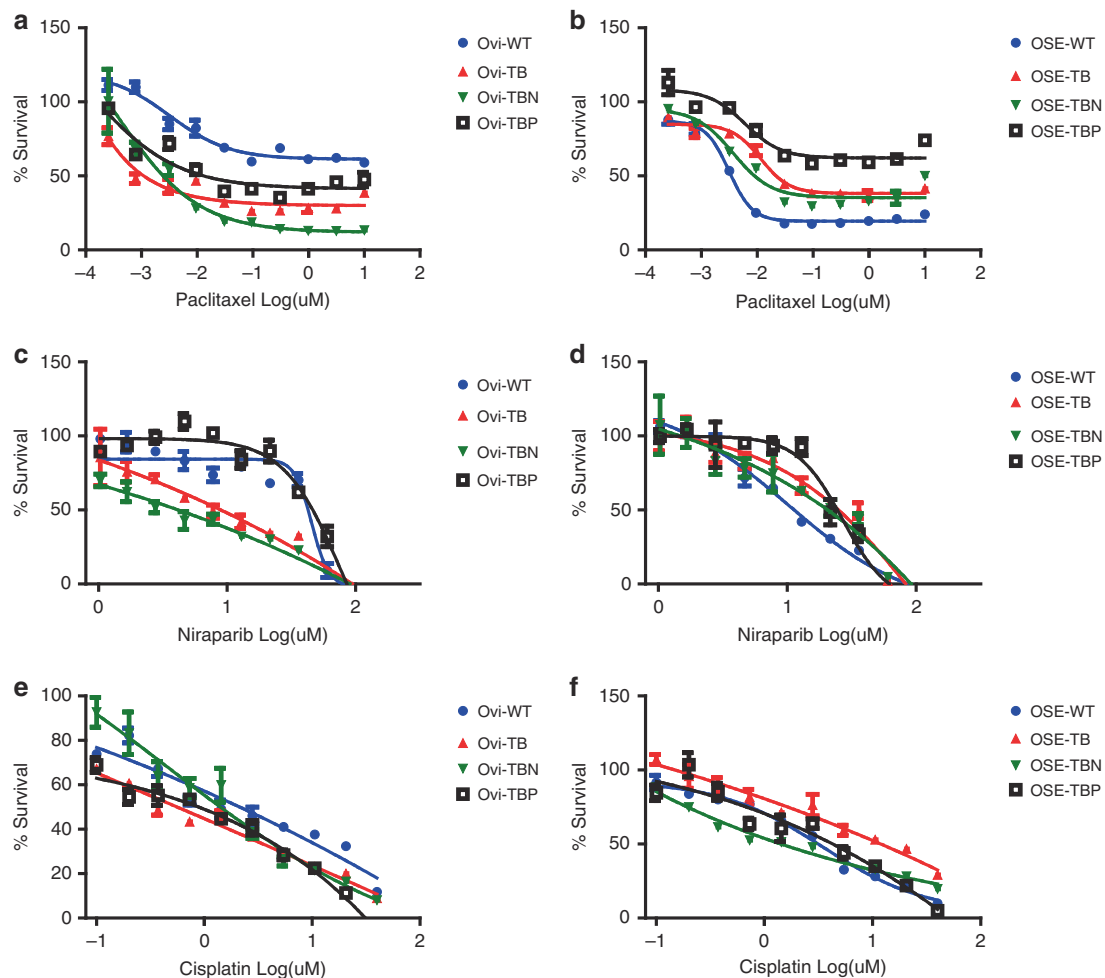 a
150
100
50
0
% Survival
–4 –3 –2 –1 0 1 2
Paclitaxel Log(uM)
Ovi-WT
Ovi-TB
Ovi-TBN
Ovi-TBP
b
150
100
50
0
% Survival
–4 –3 –2 –1 0 1 2
Paclitaxel Log(uM)
OSE-WT
OSE-TB
OSE-TBN
OSE-TBP
c
150
100
50
0
% Survival
0 1 2
Niraparib Log(uM)
Ovi-WT
Ovi-TB
Ovi-TBN
Ovi-TBP
d
150
100
50
0
% Survival
0 1 2
Niraparib Log(uM)
OSE-WT
OSE-TB
OSE-TBN
OSE-TBP
e
100
80
60
40
20
0
% Survival
–1 0 1 2
Cisplatin Log(uM)
Ovi-WT
Ovi-TB
Ovi-TBN
Ovi-TBP
f
150
100
50
0
% Survival
–1 0 1 2
Cisplatin Log(uM)
OSE-WT
OSE-TB
OSE-TBN
OSE-TBP